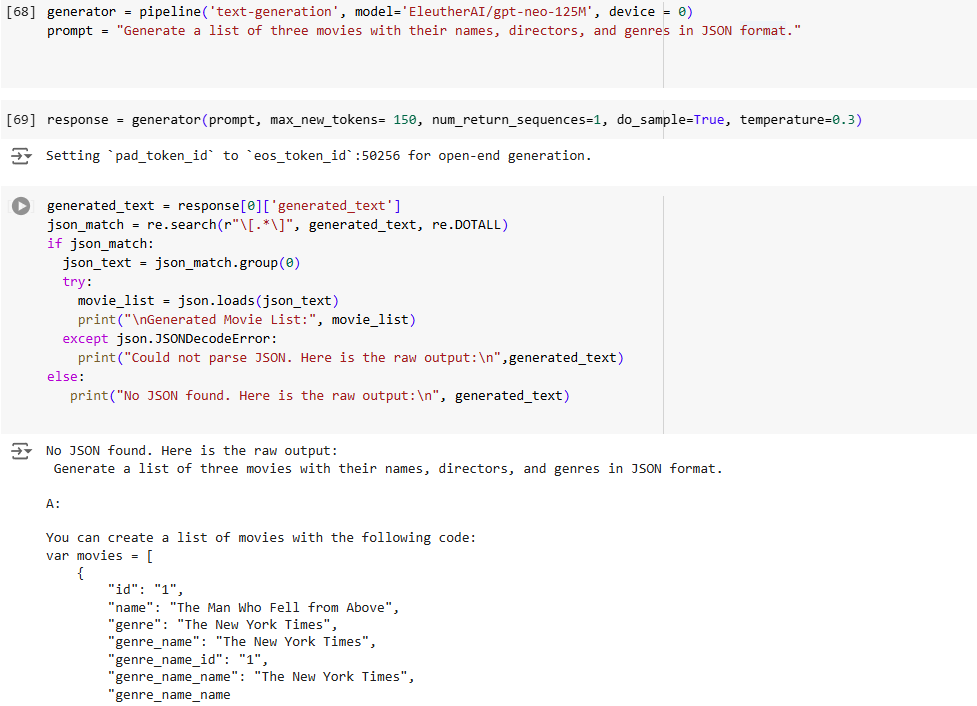 [68] generator = pipeline('text-generation', model='EleutherAI/gpt-neo-125M', device = 0)
prompt = "Generate a list of three movies with their names, directors, and genres in JSON format."
[69] response = generator(prompt, max_new_tokens= 150, num_return_sequences=1, do_sample=True, temperature=0.3)
Setting `pad_token_id` to `eos_token_id`:50256 for open-end generation.
generated_text = response[0]['generated_text']
json_match = re.search(r"\[.*\]", generated_text, re.DOTALL)
if json_match:
  json_text = json_match.group(0)
  try:
    movie_list = json.loads(json_text)
    print("\nGenerated Movie List:", movie_list)
  except json.JSONDecodeError:
    print("Could not parse JSON. Here is the raw output:\n",generated_text)
else:
   print("No JSON found. Here is the raw output:\n", generated_text)
No JSON found. Here is the raw output:
 Generate a list of three movies with their names, directors, and genres in JSON format.
A:
You can create a list of movies with the following code:
var movies = [
    {
        "id": "1",
        "name": "The Man Who Fell from Above",
        "genre": "The New York Times",
        "genre_name": "The New York Times",
        "genre_name_id": "1",
        "genre_name_name": "The New York Times",
        "genre_name_name